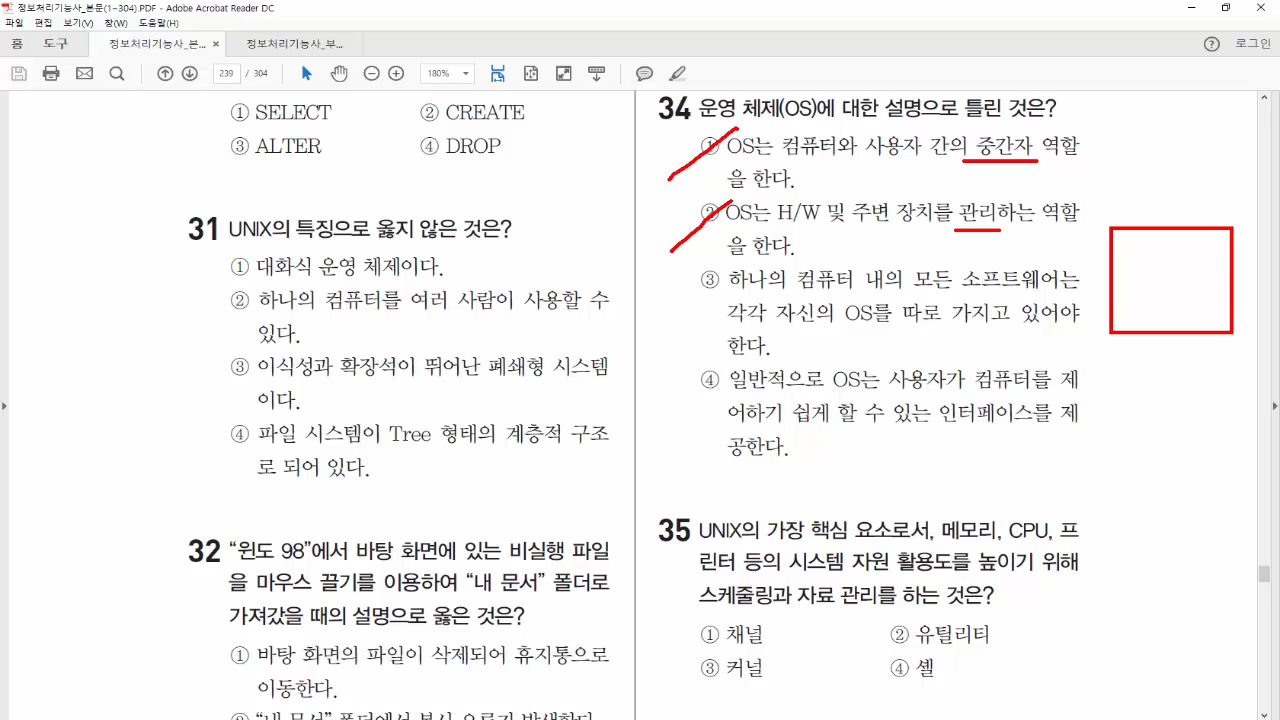 정보처리기능사_본문(1~304).PDF - Adobe Acrobat Reader DC
파일 편집 보기(V) 창(W) 도움말(H)
홈 도구 정보처리기능사_본... × 정보처리기능사_부... 로그인
239 / 304 180%
① SELECT ② CREATE
③ ALTER ④ DROP
31 UNIX의 특징으로 옳지 않은 것은?
① 대화식 운영 체제이다.
② 하나의 컴퓨터를 여러 사람이 사용할 수
있다.
③ 이식성과 확장석이 뛰어난 폐쇄형 시스템
이다.
④ 파일 시스템이 Tree 형태의 계층적 구조
로 되어 있다.
32 “윈도 98”에서 바탕 화면에 있는 비실행 파일
을 마우스 끌기를 이용하여 “내 문서” 폴더로
가져갔을 때의 설명으로 옳은 것은?
① 바탕 화면의 파일이 삭제되어 휴지통으로
이동한다.
34 운영 체제(OS)에 대한 설명으로 틀린 것은?
① OS는 컴퓨터와 사용자 간의 중간자 역할
을 한다.
② OS는 H/W 및 주변 장치를 관리하는 역할
을 한다.
③ 하나의 컴퓨터 내의 모든 소프트웨어는
각각 자신의 OS를 따로 가지고 있어야
한다.
④ 일반적으로 OS는 사용자가 컴퓨터를 제
어하기 쉽게 할 수 있는 인터페이스를 제
공한다.
35 UNIX의 가장 핵심 요소로서, 메모리, CPU, 프
린터 등의 시스템 자원 활용도를 높이기 위해
스케줄링과 자료 관리를 하는 것은?
① 채널 ② 유틸리티
③ 커널 ④ 셸